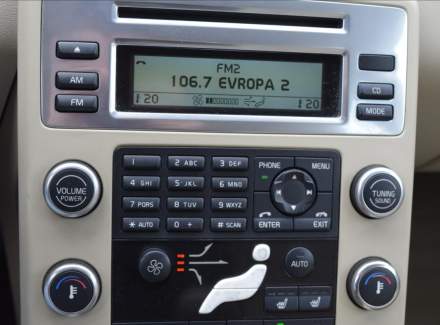 FM2
106.7 EVROPA 2
20 20
AM
FM
CD
MODE
VOLUME
POWER
1 2 ABC 3 DEF
4 GHI 5 JKL 6 MNO
7 PQRS 8 TUV 9 WXYZ
* AUTO 0 + # SCAN
PHONE MENU
ENTER EXIT
TUNING
SOUND
AUTO